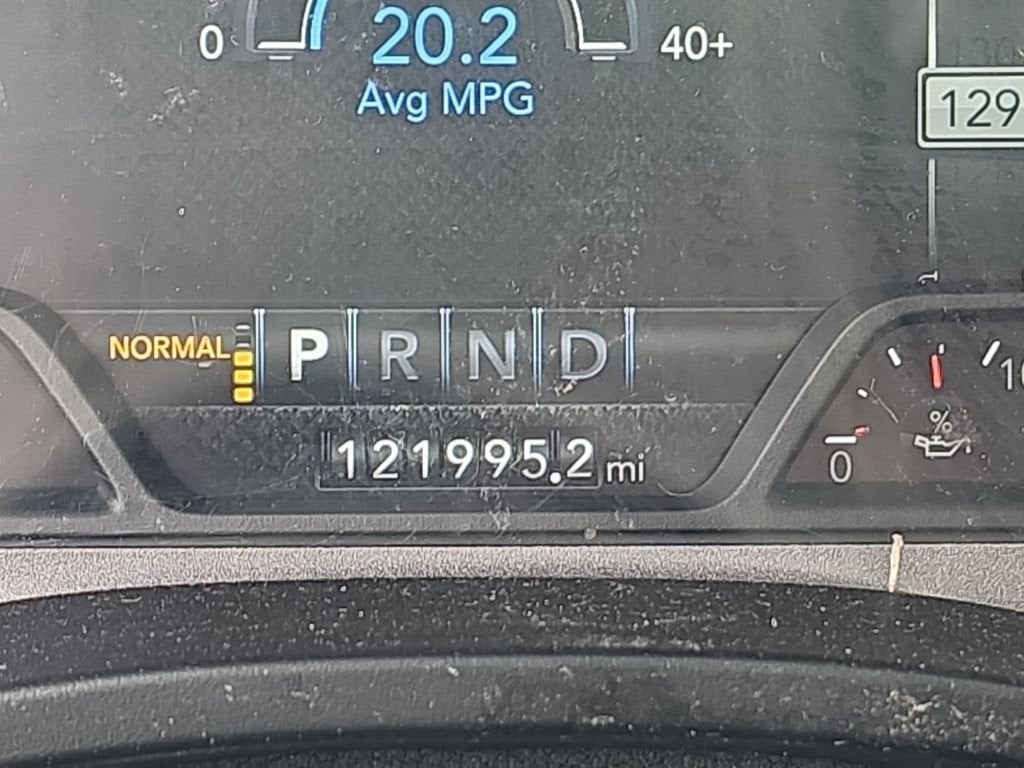 0 20.2 40+
Avg MPG
129
NORMAL P R N D
121995.2 mi
%
0